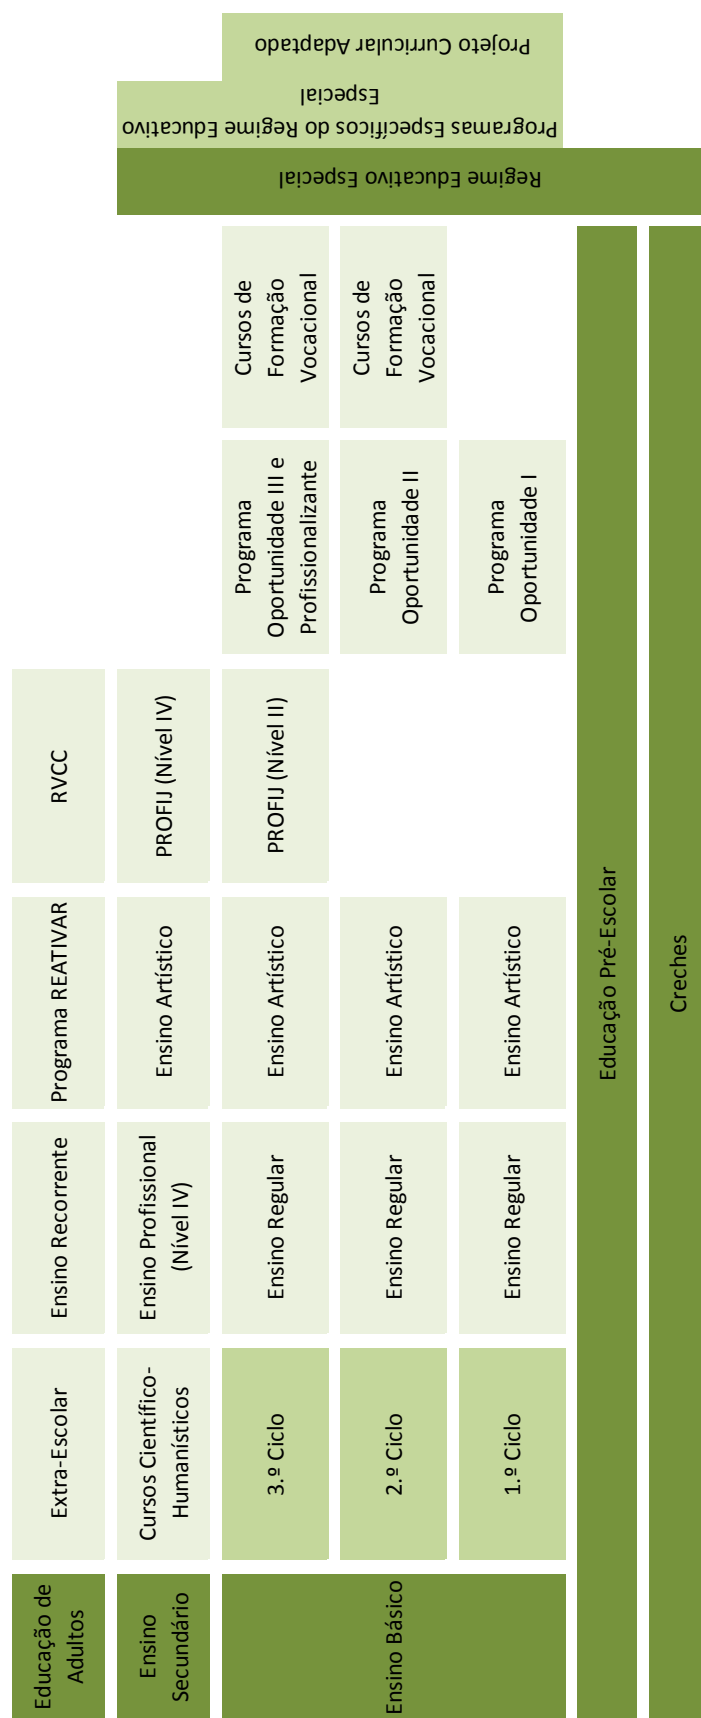 Educação de
Adultos
Extra-Escolar
Ensino Recorrente
Programa REATIVAR
RVCC
Ensino
Secundário
Cursos Científico-
Humanísticos
Ensino Profissional
(Nível IV)
Ensino Artístico
PROFIJ (Nível IV)
Ensino Básico
3.º Ciclo
Ensino Regular
Ensino Artístico
PROFIJ (Nível II)
Programa
Oportunidade III e
Profissionalizante
Cursos de
Formação
Vocacional
2.º Ciclo
Ensino Regular
Ensino Artístico
Programa
Oportunidade II
Cursos de
Formação
Vocacional
1.º Ciclo
Ensino Regular
Ensino Artístico
Programa
Oportunidade I
Educação Pré-Escolar
Creches
Regime Educativo Especial
Programas Específicos do Regime Educativo
Especial
Projeto Curricular Adaptado